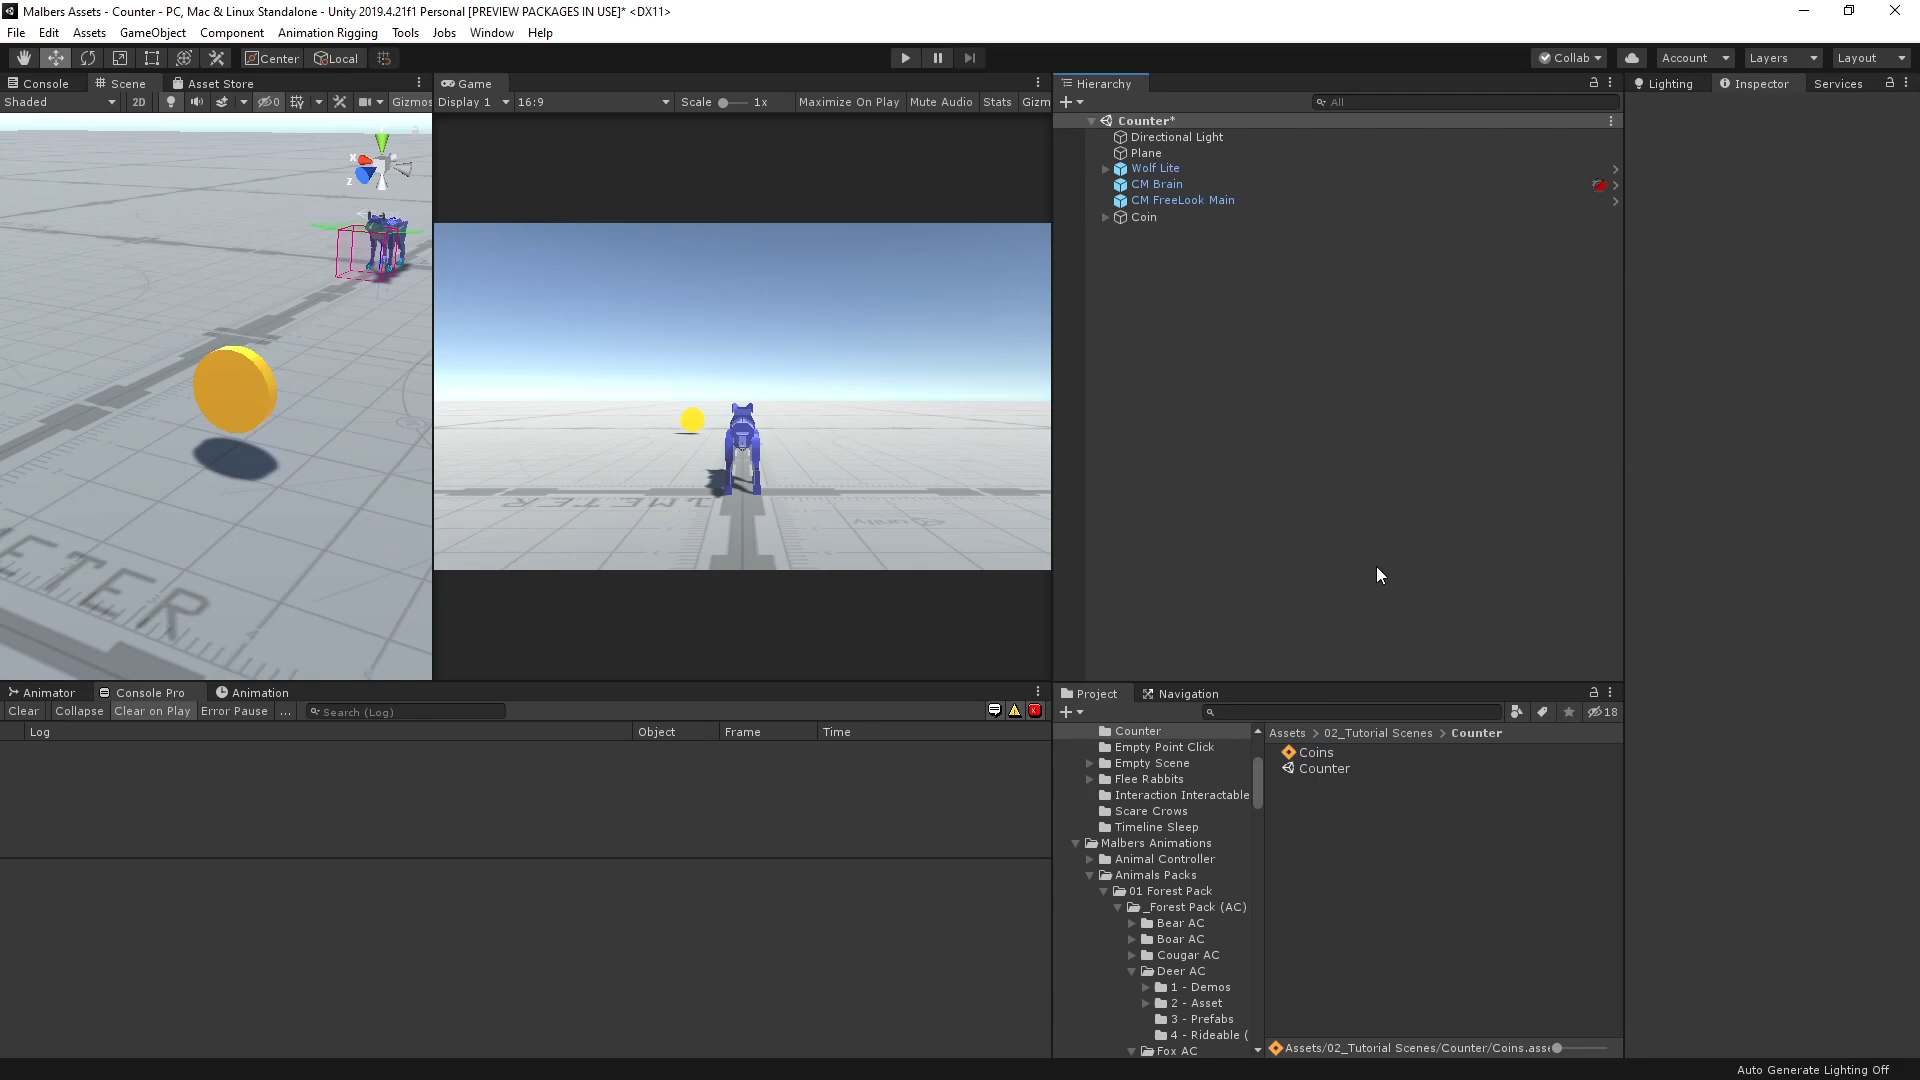 Malbers Assets - Counter - PC, Mac & Linux Standalone - Unity 2019.4.21f1 Personal [PREVIEW PACKAGES IN USE]* <DX11>
File Edit Assets GameObject Component Animation Rigging Tools Jobs Window Help
Center Local Collab Account Layers Layout
Console Scene Asset Store
Shaded 2D 0 Gizmos
X
Z
METER
Game
Display 1 16:9 Scale 1x Maximize On Play Mute Audio Stats Gizm
METER
unity
Hierarchy
All
Counter*
Directional Light
Plane
Wolf Lite
CM Brain
CM FreeLook Main
Coin
Lighting Inspector Services
Animator Console Pro Animation
Clear Collapse Clear on Play Error Pause ... Search (Log)
Log Object Frame Time
Project Navigation
18
Counter
Empty Point Click
Empty Scene
Flee Rabbits
Interaction Interactable
Scare Crows
Timeline Sleep
Malbers Animations
Animal Controller
Animals Packs
01 Forest Pack
_Forest Pack (AC)
Bear AC
Boar AC
Cougar AC
Deer AC
1 - Demos
2 - Asset
3 - Prefabs
4 - Rideable (
Fox AC
Assets > 02_Tutorial Scenes > Counter
Coins
Counter
Assets/02_Tutorial Scenes/Counter/Coins.asse
Auto Generate Lighting Off